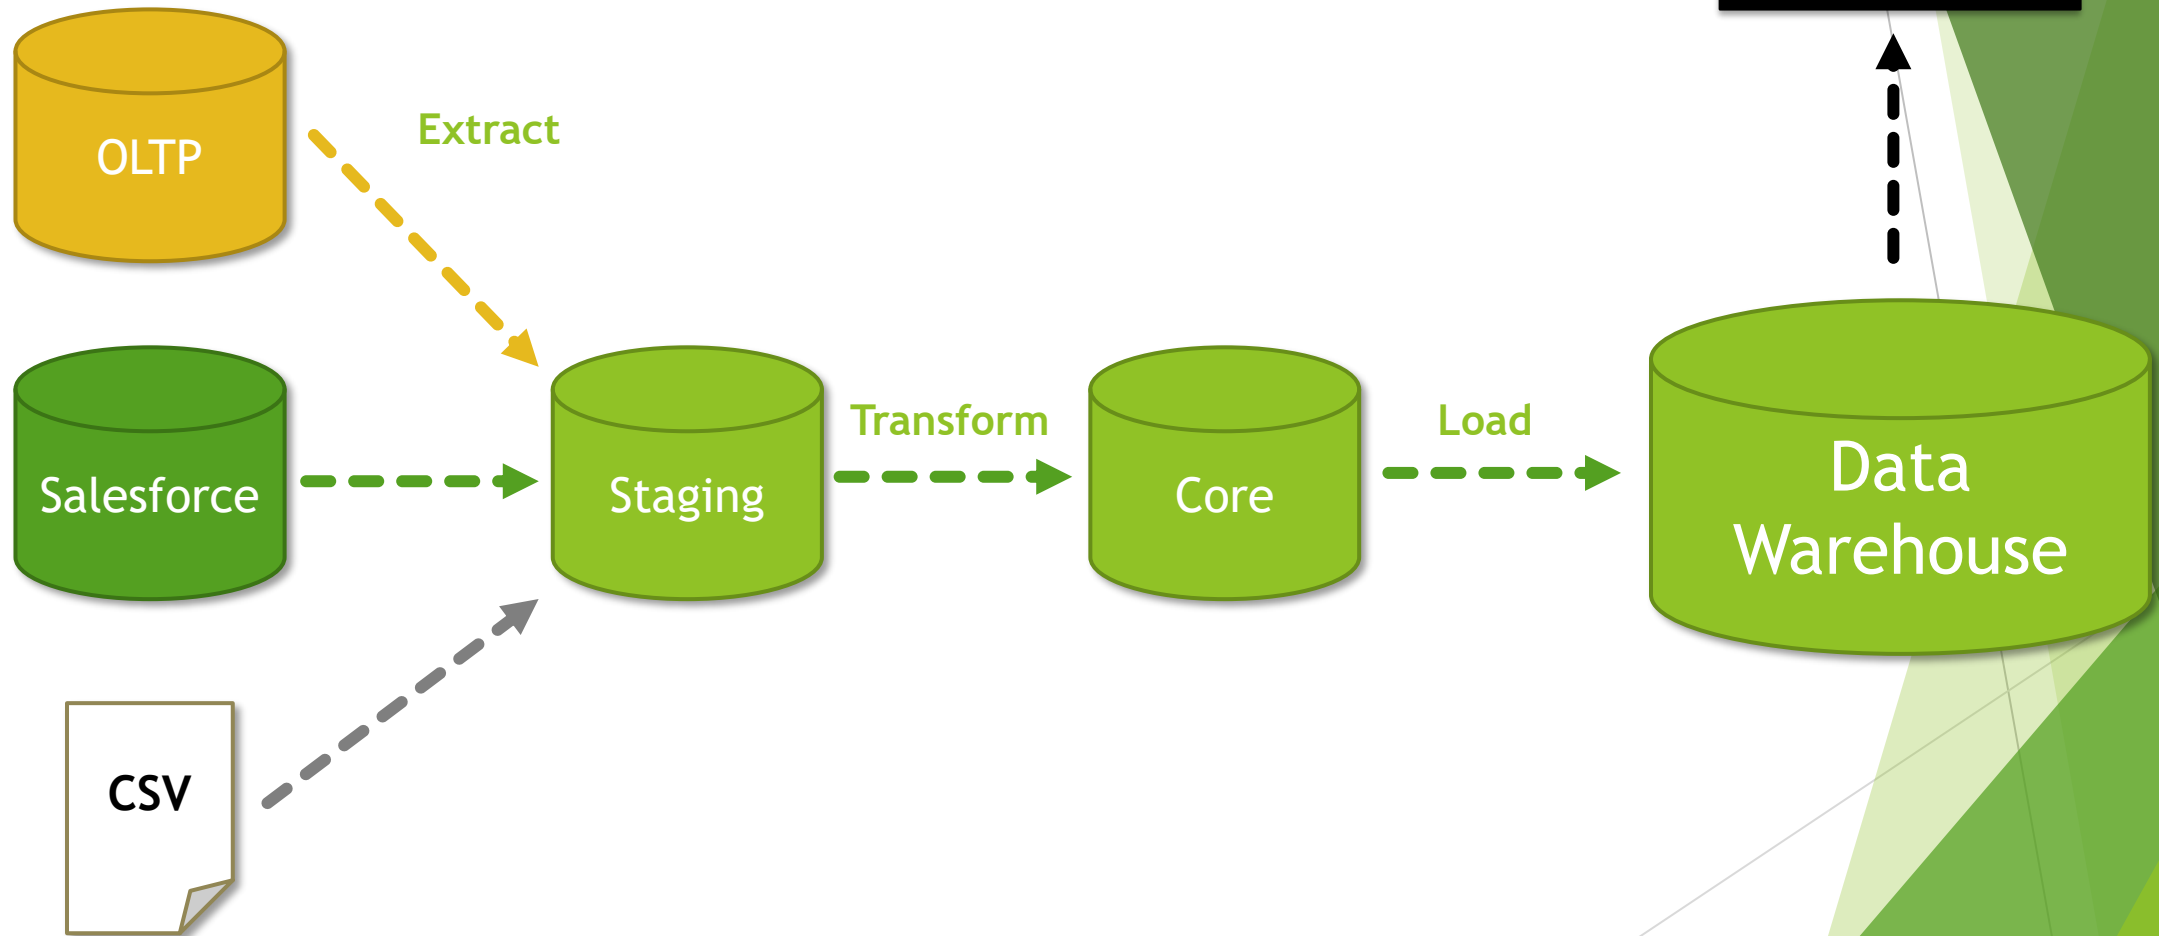 OLTP
Extract
Salesforce
Staging
Transform
Core
Load
Data
Warehouse
CSV